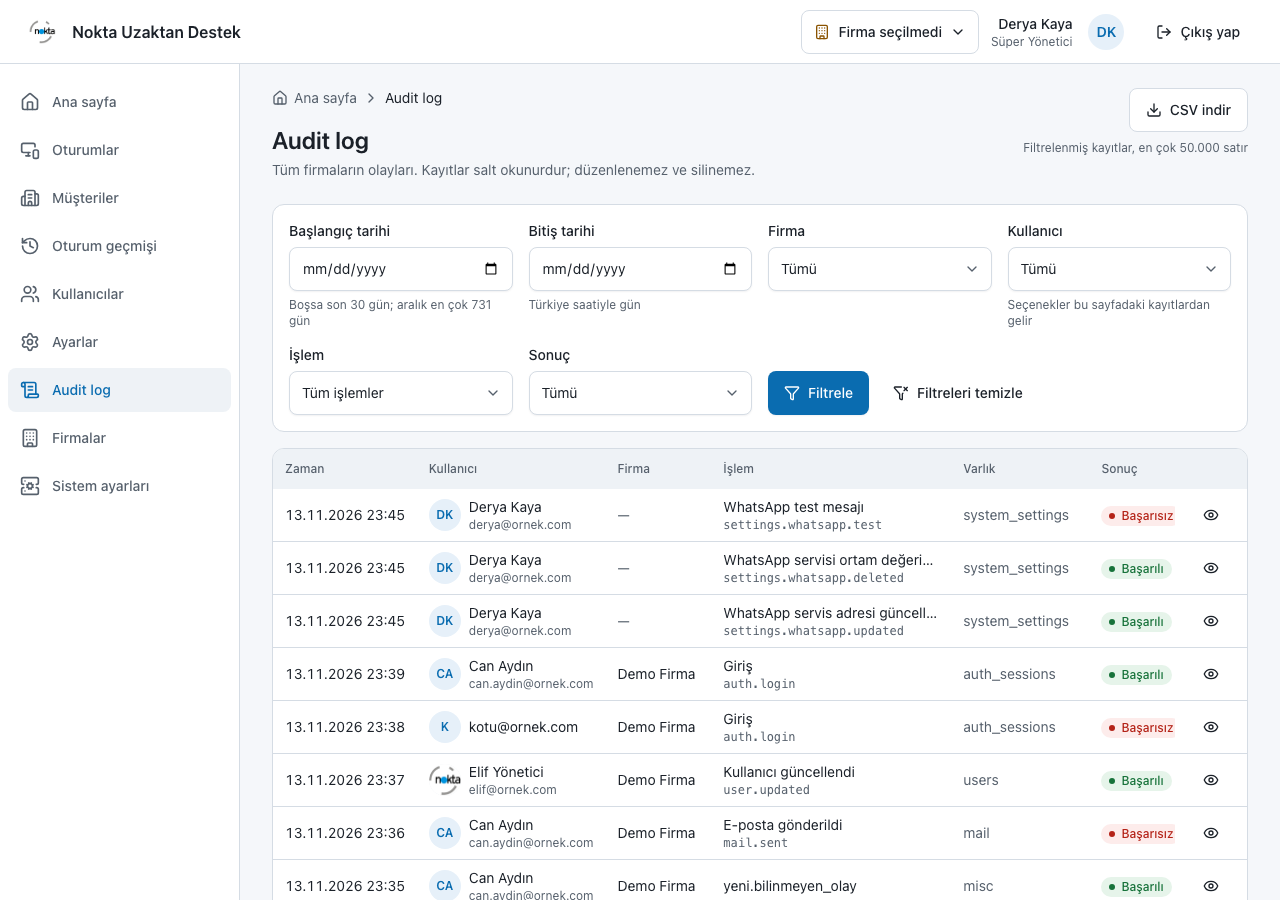 nokta
Nokta Uzaktan Destek
Firma seçilmedi
Derya Kaya
Süper Yönetici
DK
Çıkış yap
Ana sayfa
Oturumlar
Müşteriler
Oturum geçmişi
Kullanıcılar
Ayarlar
Audit log
Firmalar
Sistem ayarları
Ana sayfa > Audit log
CSV indir
Filtrelenmiş kayıtlar, en çok 50.000 satır
Audit log
Tüm firmaların olayları. Kayıtlar salt okunurdur; düzenlenemez ve silinemez.
Başlangıç tarihi Bitiş tarihi Firma Kullanıcı
mm/dd/yyyy mm/dd/yyyy Tümü Tümü
Boşsa son 30 gün; aralık en çok 731
gün
Türkiye saatiyle gün
Seçenekler bu sayfadaki kayıtlardan
gelir
İşlem Sonuç
Tüm işlemler Tümü Filtrele Filtreleri temizle
Zaman Kullanıcı Firma İşlem Varlık Sonuç
13.11.2026 23:45 DK Derya Kaya — WhatsApp test mesajı system_settings Başarısız
derya@ornek.com settings.whatsapp.test
13.11.2026 23:45 DK Derya Kaya — WhatsApp servisi ortam değeri... system_settings Başarılı
derya@ornek.com settings.whatsapp.deleted
13.11.2026 23:45 DK Derya Kaya — WhatsApp servis adresi güncell... system_settings Başarılı
derya@ornek.com settings.whatsapp.updated
13.11.2026 23:39 CA Can Aydın Demo Firma Giriş auth_sessions Başarılı
can.aydin@ornek.com auth.login
13.11.2026 23:38 K kotu@ornek.com Demo Firma Giriş auth_sessions Başarısız
auth.login
13.11.2026 23:37 nokta Elif Yönetici Demo Firma Kullanıcı güncellendi users Başarılı
elif@ornek.com user.updated
13.11.2026 23:36 CA Can Aydın Demo Firma E-posta gönderildi mail Başarısız
can.aydin@ornek.com mail.sent
13.11.2026 23:35 CA Can Aydın Demo Firma yeni.bilinmeyen_olay misc Başarılı
can.aydin@ornek.com